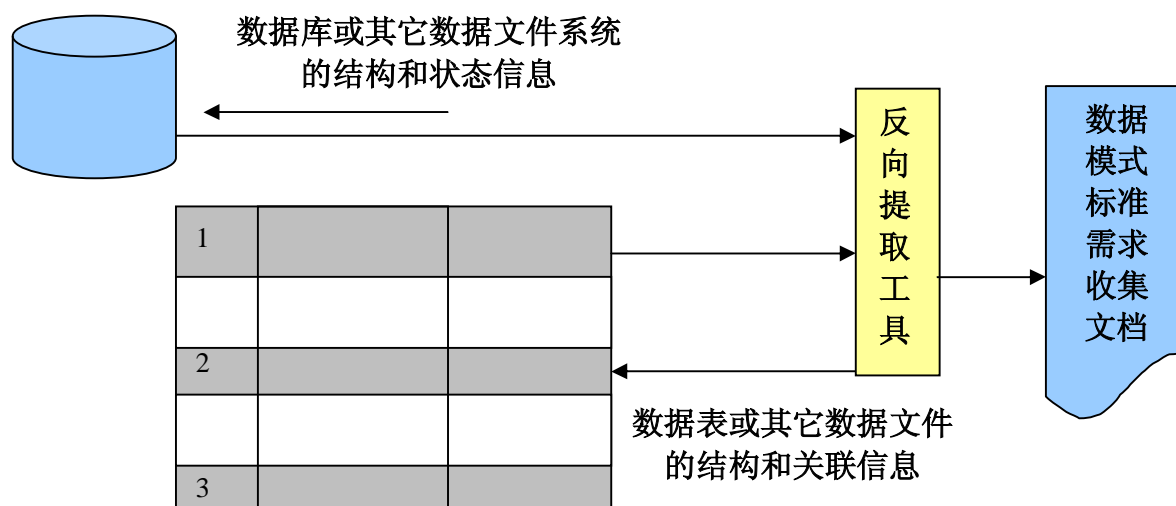 数据库或其它数据文件系统
的结构和状态信息
反
向
提
取
工
具
数据
模式
标准
需求
收集
文档
1
2
3
数据表或其它数据文件
的结构和关联信息